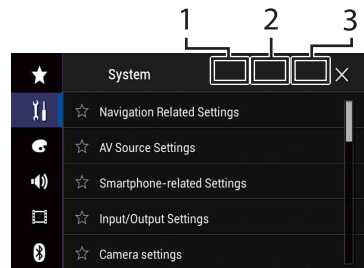 1 2 3
System
Navigation Related Settings
AV Source Settings
Smartphone-related Settings
Input/Output Settings
Camera settings